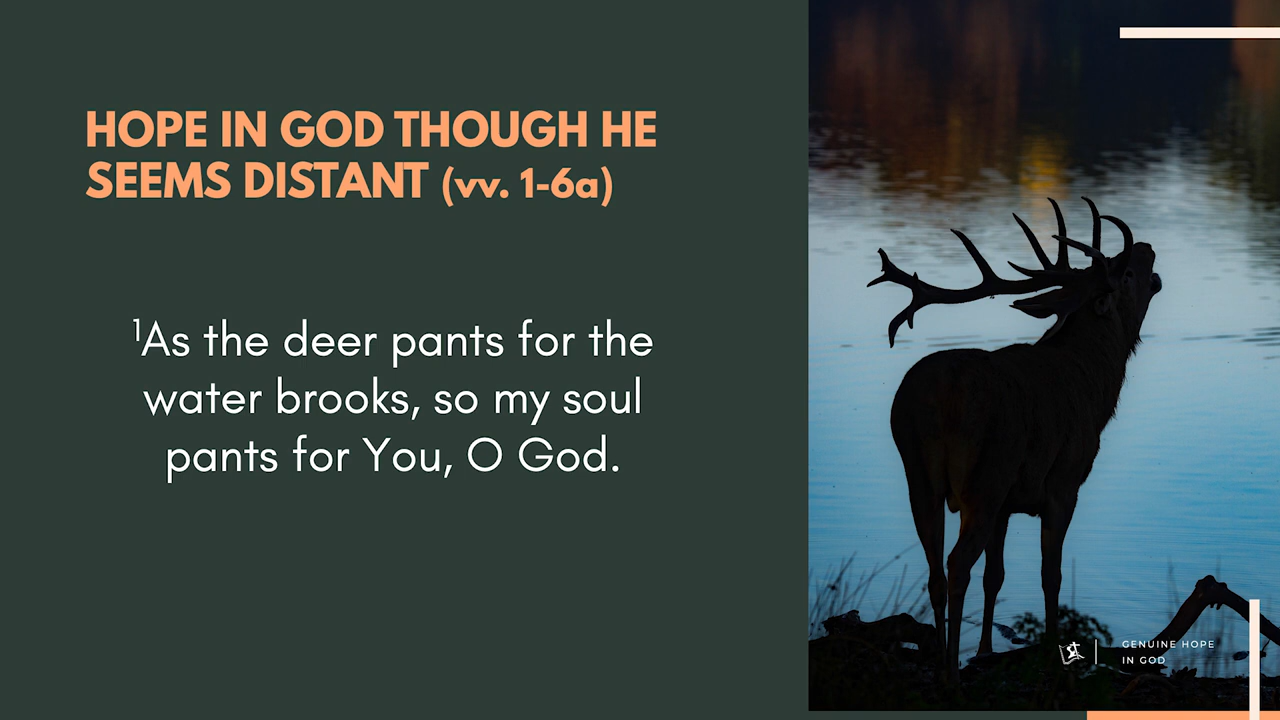 HOPE IN GOD THOUGH HE
SEEMS DISTANT (vv. 1-6a)
¹As the deer pants for the
water brooks, so my soul
pants for You, O God.
GENUINE HOPE
IN GOD